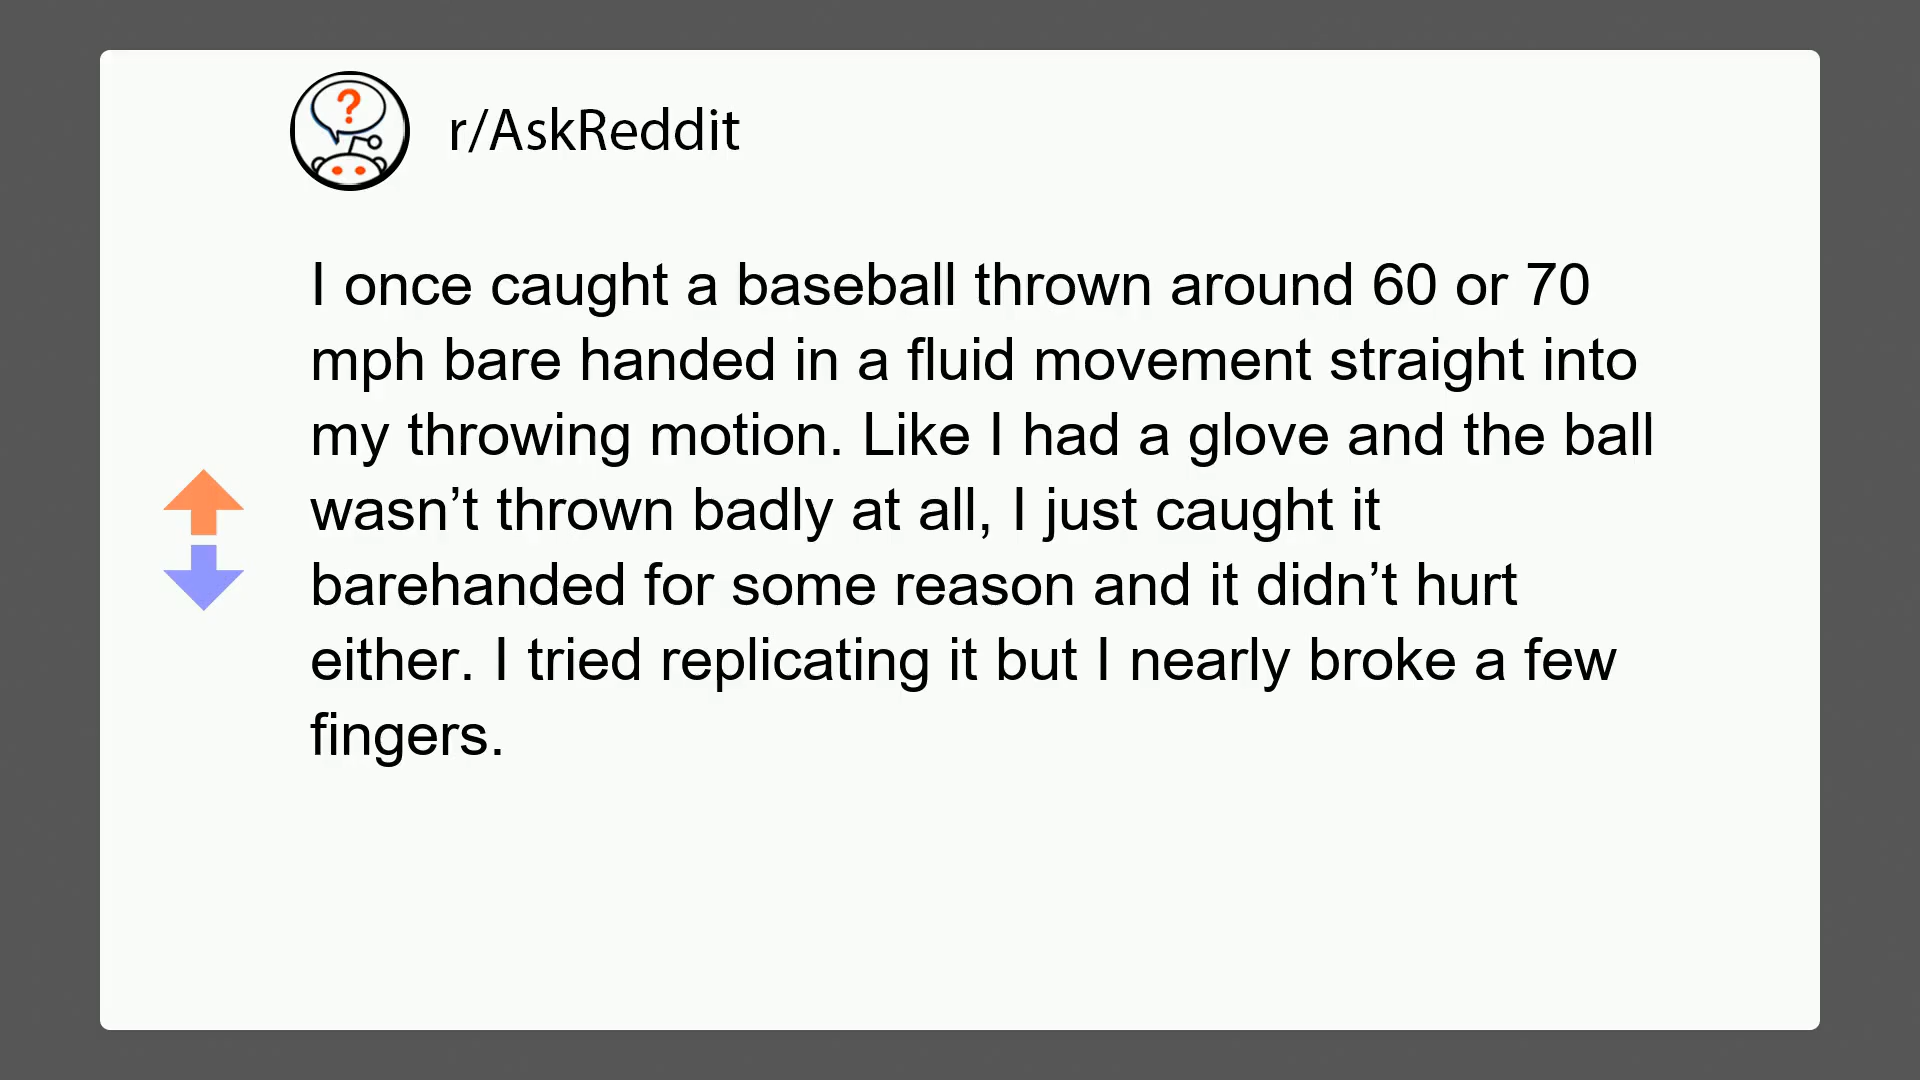 ?
r/AskReddit
I once caught a baseball thrown around 60 or 70
mph bare handed in a fluid movement straight into
my throwing motion. Like I had a glove and the ball
wasn’t thrown badly at all, I just caught it
barehanded for some reason and it didn’t hurt
either. I tried replicating it but I nearly broke a few
fingers.